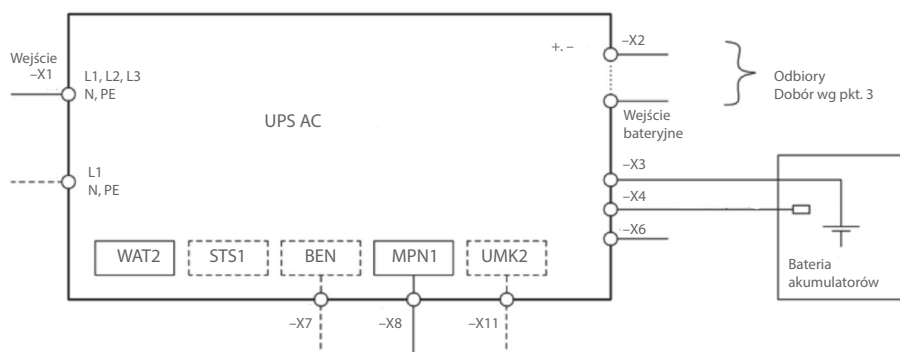 Wejście
–X1
L1, L2, L3
N, PE
UPS AC
+. –
–X2
Odbiory
Dobór wg pkt. 3
Wejście
bateryjne
L1
N, PE
–X3
–X4
–X6
WAT2
STS1
BEN
MPN1
UMK2
Bateria
akumulatorów
–X7
–X8
–X11